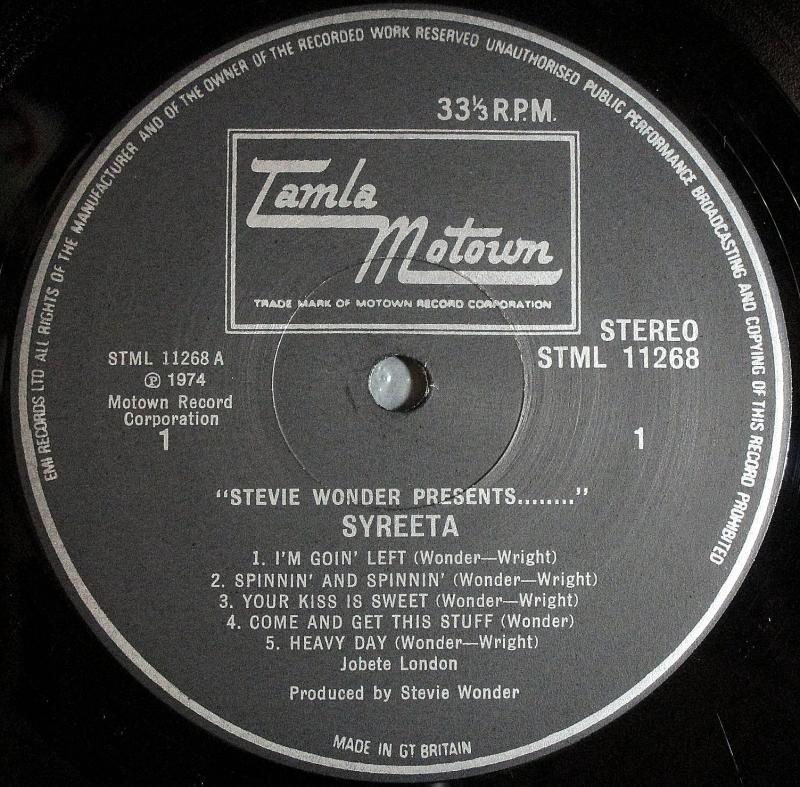 EMI RECORDS LTD ALL RIGHTS OF THE MANUFACTURER AND OF THE OWNER OF THE RECORDED WORK RESERVED UNAUTHORISED PUBLIC PERFORMANCE BROADCASTING AND COPYING OF THIS RECORD PROHIBITED
33⅓ R.P.M.
Tamla
Motown
TRADE MARK OF MOTOWN RECORD CORPORATION
STEREO
STML 11268
STML 11268 A
℗ 1974
Motown Record
Corporation
1
1
"STEVIE WONDER PRESENTS........"
SYREETA
1. I'M GOIN' LEFT (Wonder—Wright)
2. SPINNIN' AND SPINNIN' (Wonder—Wright)
3. YOUR KISS IS SWEET (Wonder—Wright)
4. COME AND GET THIS STUFF (Wonder)
5. HEAVY DAY (Wonder—Wright)
Jobete London
Produced by Stevie Wonder
MADE IN GT BRITAIN